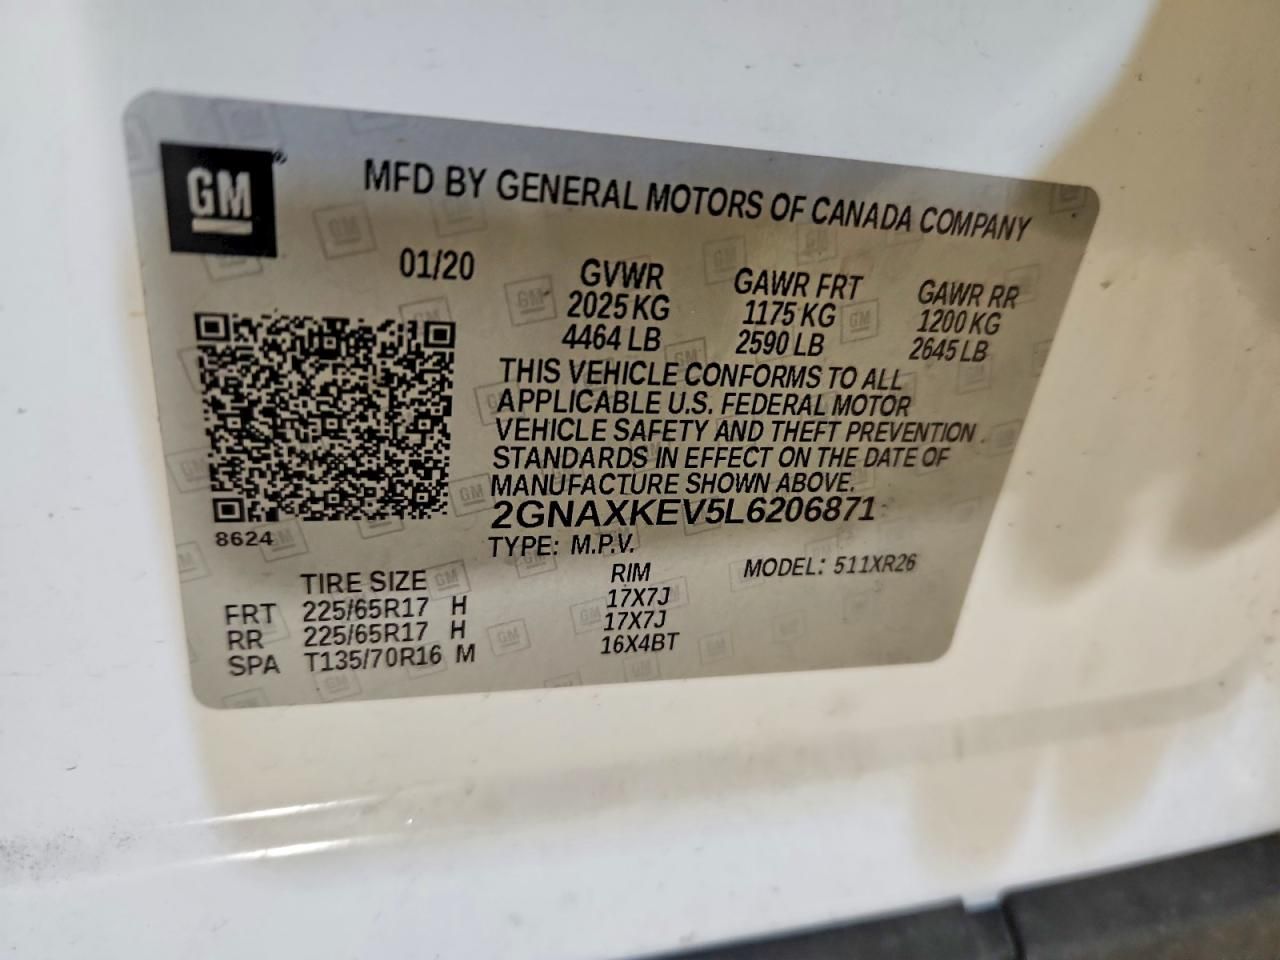 GM
MFD BY GENERAL MOTORS OF CANADA COMPANY
01/20
GVWR GAWR FRT GAWR RR
2025 KG 1175 KG 1200 KG
4464 LB 2590 LB 2645 LB
THIS VEHICLE CONFORMS TO ALL
APPLICABLE U.S. FEDERAL MOTOR
VEHICLE SAFETY AND THEFT PREVENTION
STANDARDS IN EFFECT ON THE DATE OF
MANUFACTURE SHOWN ABOVE.
2GNAXKEV5L6206871
8624
TYPE: M.P.V. MODEL: 511XR26
TIRE SIZE RIM
FRT 225/65R17 H 17X7J
RR 225/65R17 H 17X7J
SPA T135/70R16 M 16X4BT